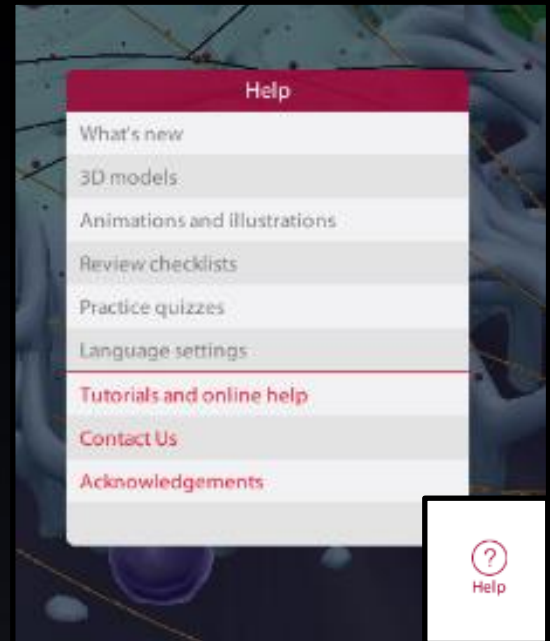 Help
What's new
3D models
Animations and illustrations
Review checklists
Practice quizzes
Language settings
Tutorials and online help
Contact Us
Acknowledgements
?
Help